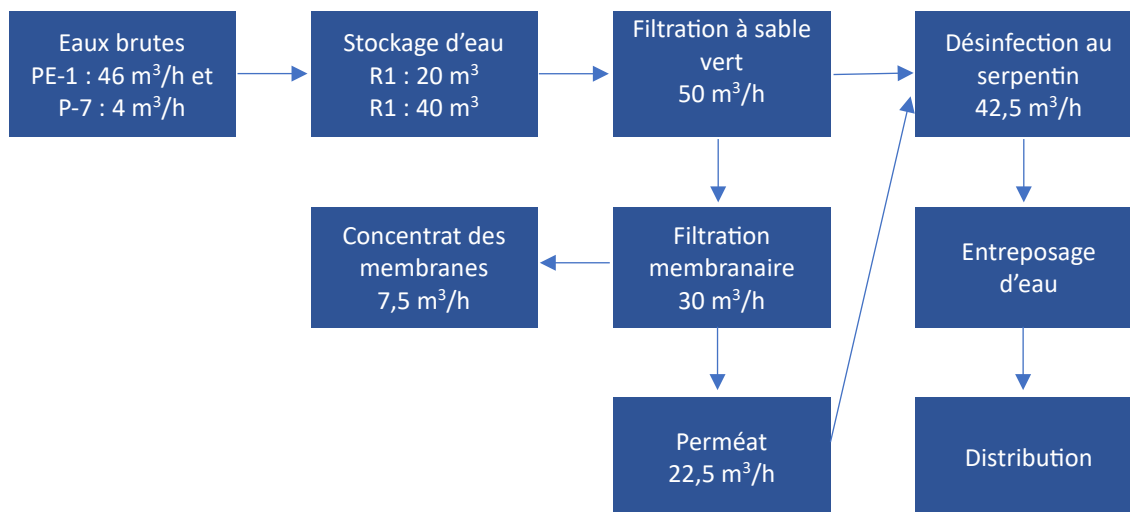 Eaux brutes
PE-1 : 46 m³/h et
P-7 : 4 m³/h
Stockage d’eau
R1 : 20 m³
R1 : 40 m³
Filtration à sable
vert
50 m³/h
Désinfection au
serpentin
42,5 m³/h
Concentrat des
membranes
7,5 m³/h
Filtration
membranaire
30 m³/h
Entreposage
d’eau
Perméat
22,5 m³/h
Distribution